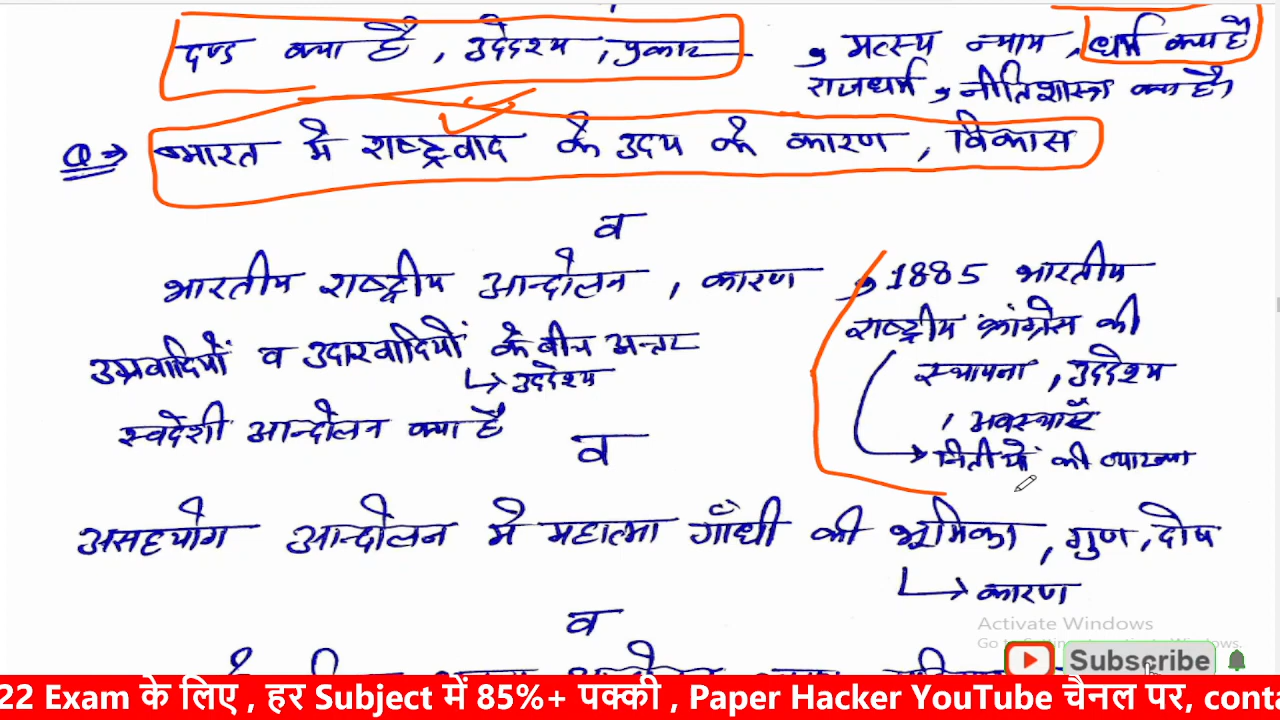 दण्ड क्या है , उद्देश्य , प्रकार
, मत्स्य न्याय , धर्म क्या है
राजधर्म , नीतिशास्त्र क्या है।
Q⇒ भारत में राष्ट्रवाद के उदय के कारण , विकास
व
भारतीय राष्ट्रीय आन्दोलन , कारण , 1885 भारतीय
राष्ट्रीय कांग्रेस की
स्थापना , उद्देश्य
, अवस्थाएँ
उग्रवादियों व उदारवादियों के बीच अन्तर
↳ उद्देश्य
स्वदेशी आन्दोलन क्या है
→ नितीयों की व्याख्या
व
असहयोग आन्दोलन में महात्मा गाँधी की भूमिका , गुण , दोष
↳ कारण
व
Activate Windows
Subscribe
22 Exam के लिए , हर Subject में 85%+ पक्की , Paper Hacker YouTube चैनल पर, conta